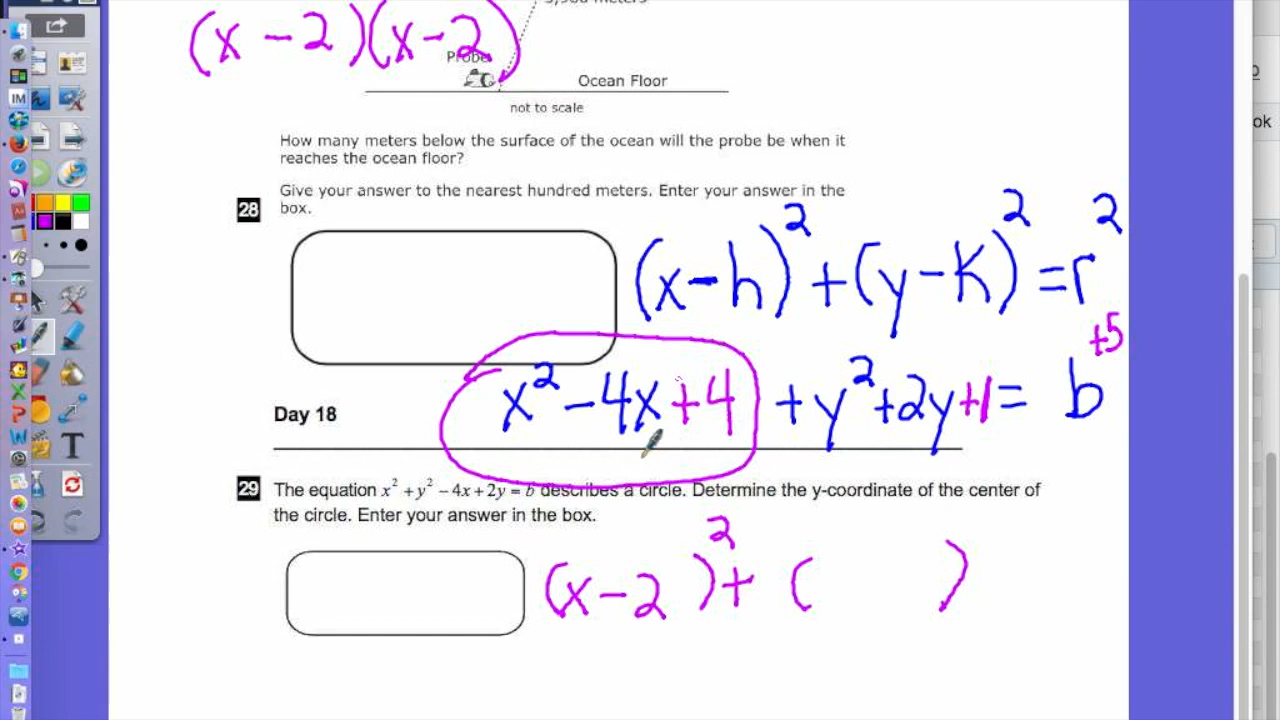 (x - 2)(x - 2)
Probe
Ocean Floor
not to scale
How many meters below the surface of the ocean will the probe be when it
reaches the ocean floor?
Give your answer to the nearest hundred meters. Enter your answer in the
box.
28
(x-h)² + (y-k)² = r²
+5
x² - 4x + 4 + y² + 2y + 1 = b
Day 18
29 The equation x² + y² - 4x + 2y = b describes a circle. Determine the y-coordinate of the center of
the circle. Enter your answer in the box.
(x - 2)² + ( )
IM
T
ok